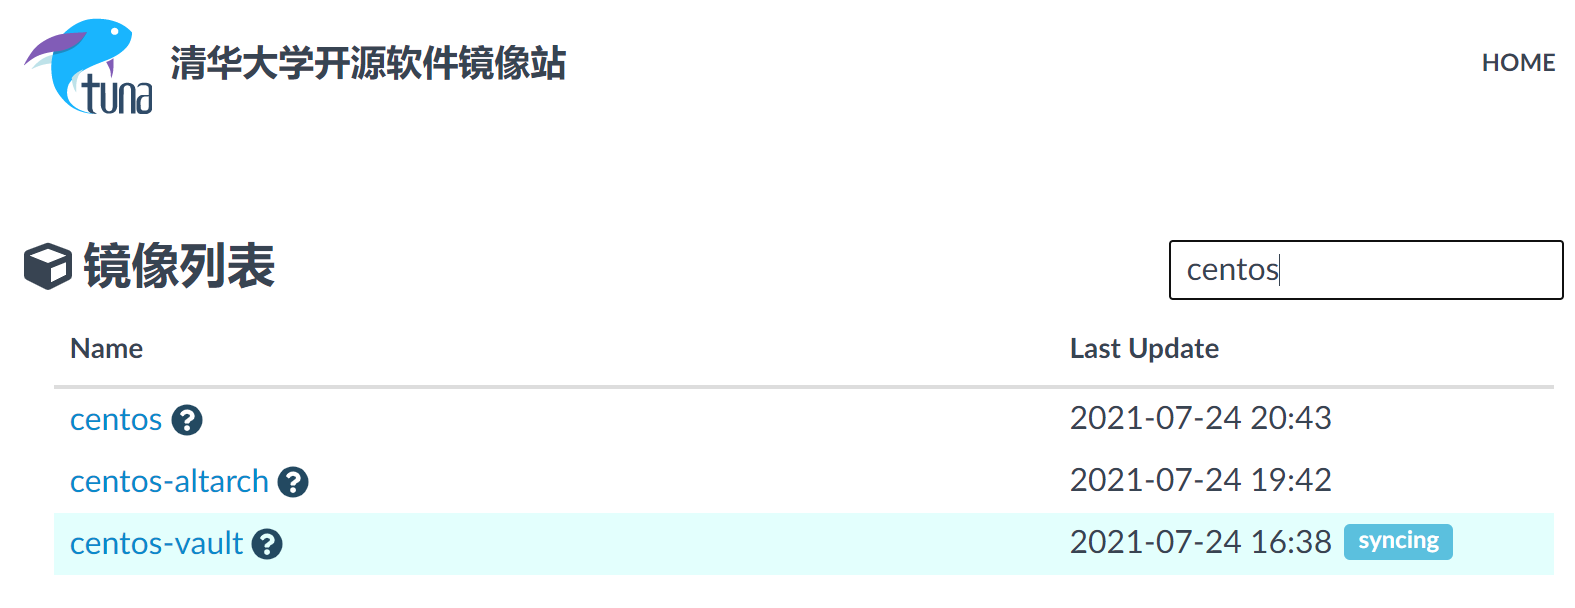 tuna
清华大学开源软件镜像站
HOME
镜像列表
centos
Name Last Update
centos ? 2021-07-24 20:43
centos-altarch ? 2021-07-24 19:42
centos-vault ? 2021-07-24 16:38 syncing